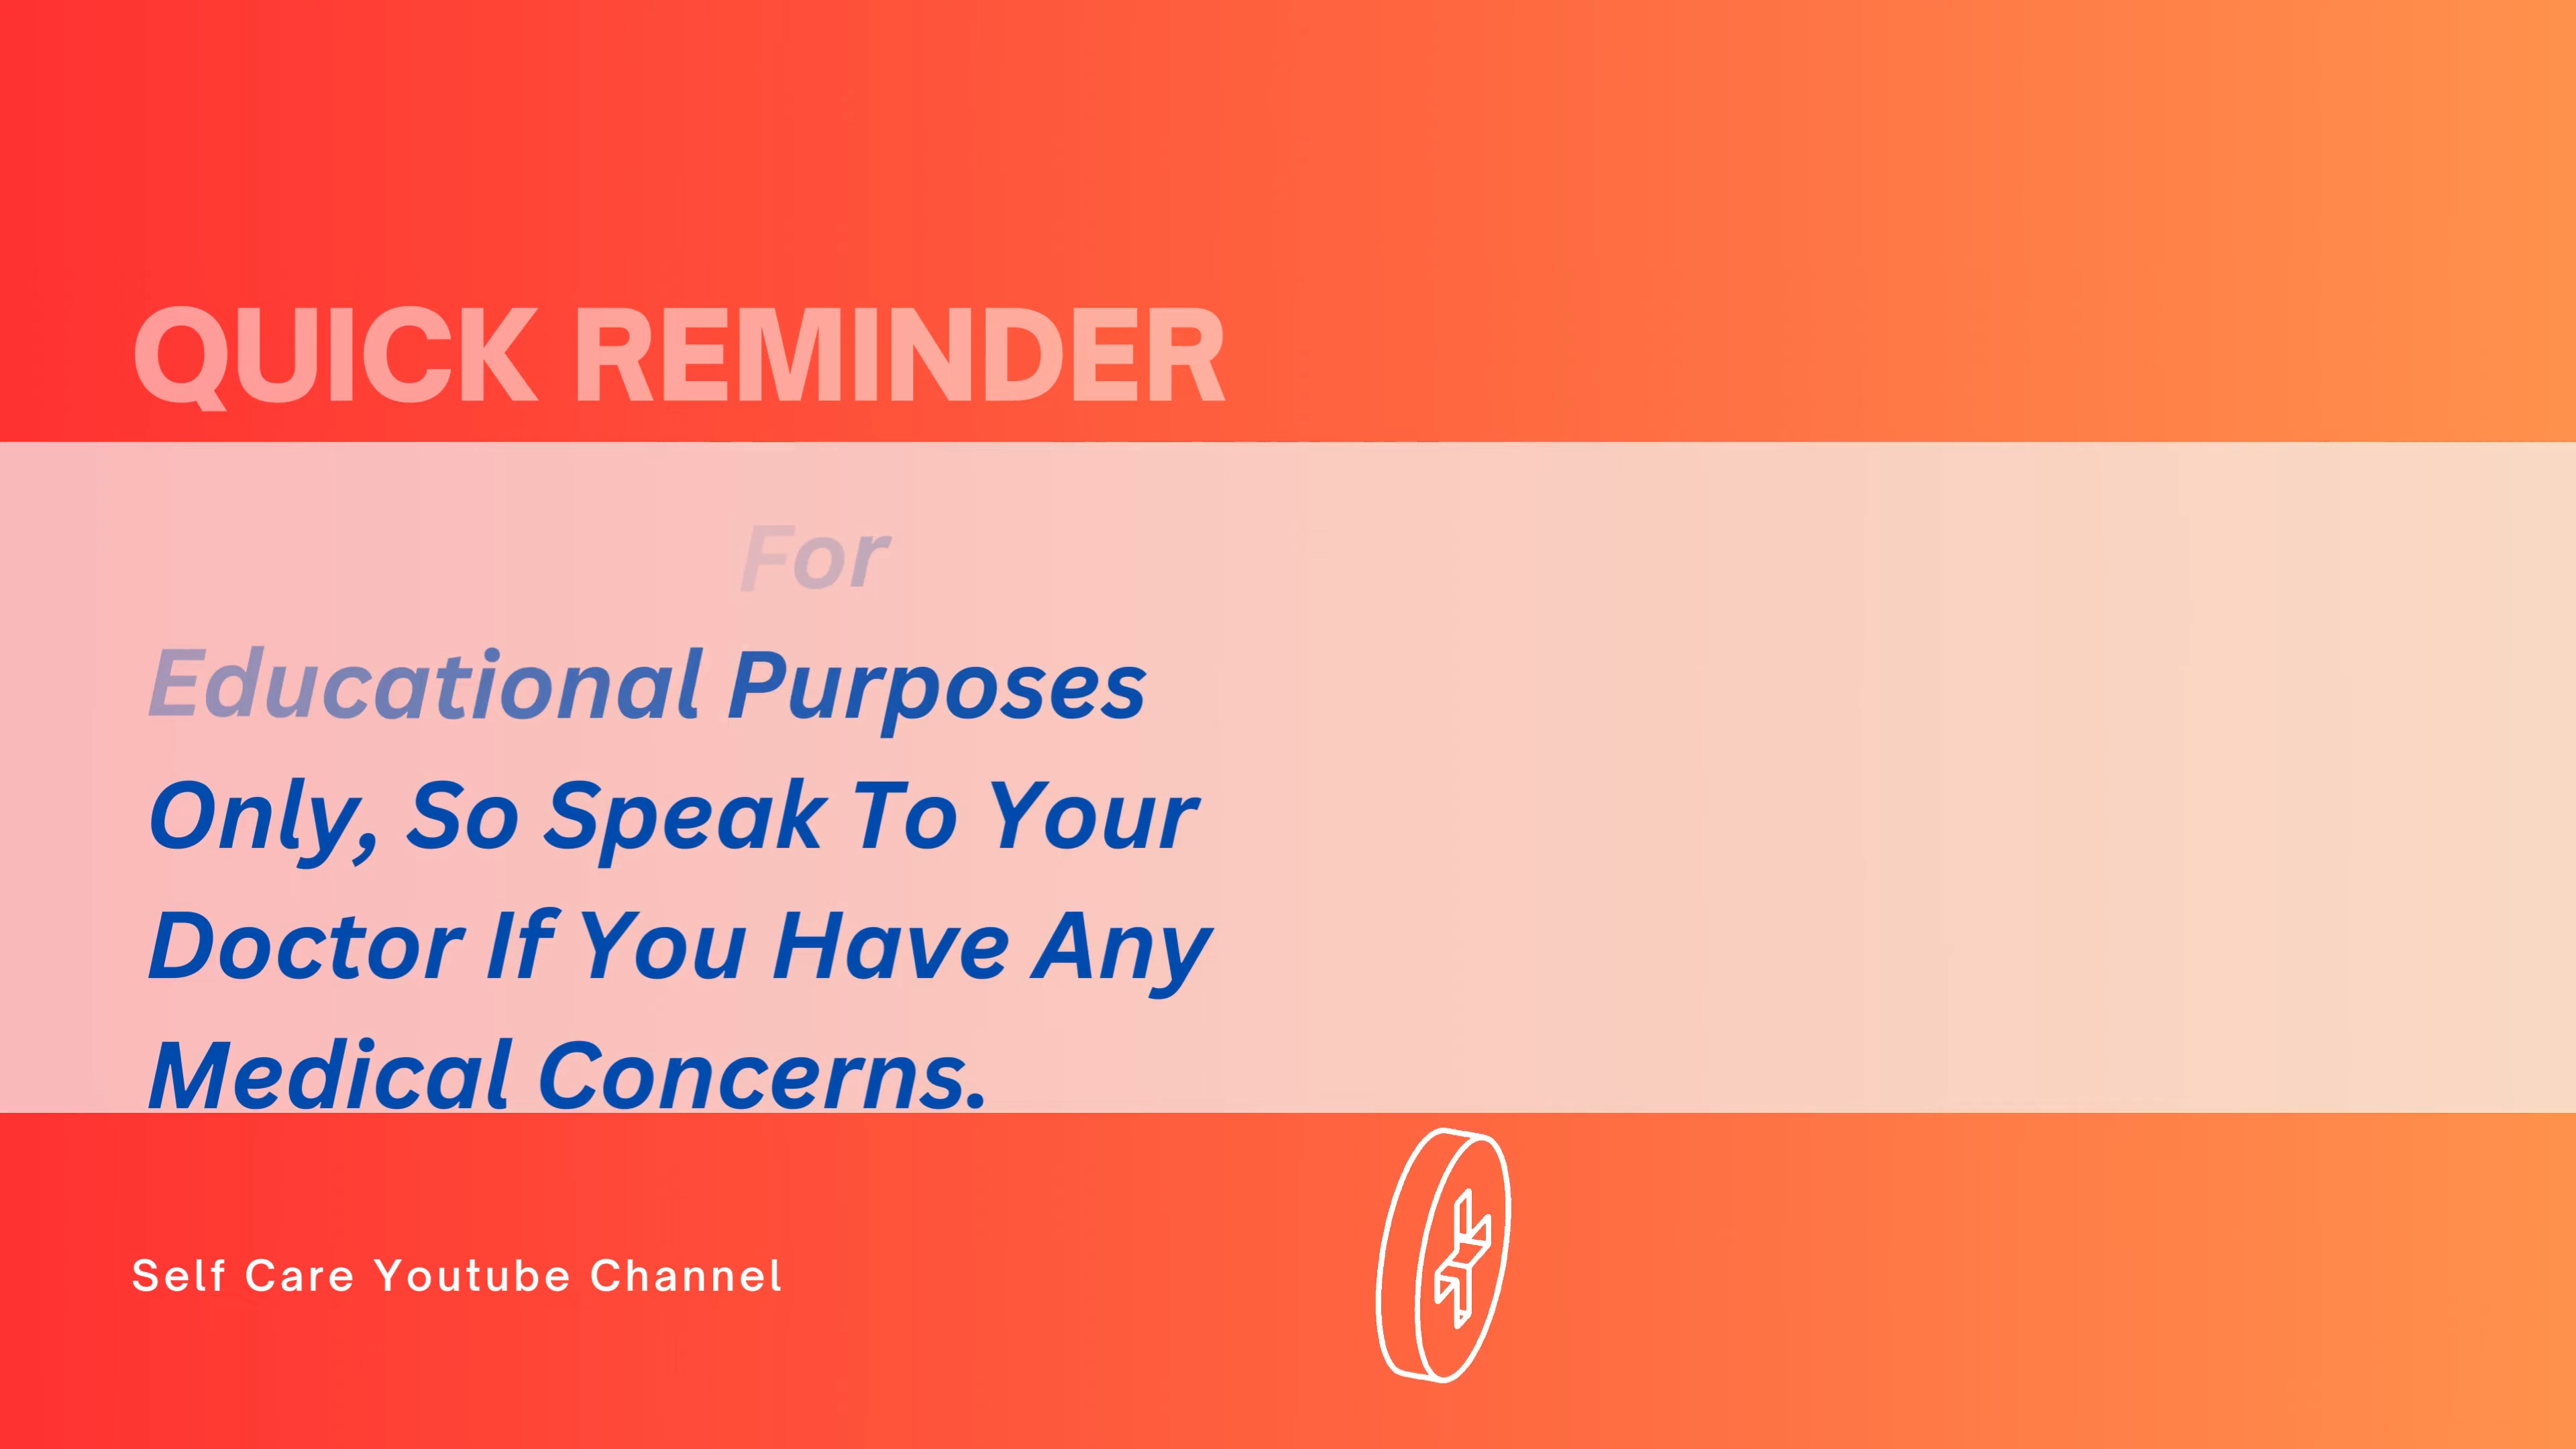 QUICK REMINDER
For
Educational Purposes
Only, So Speak To Your
Doctor If You Have Any
Medical Concerns.
Self Care Youtube Channel